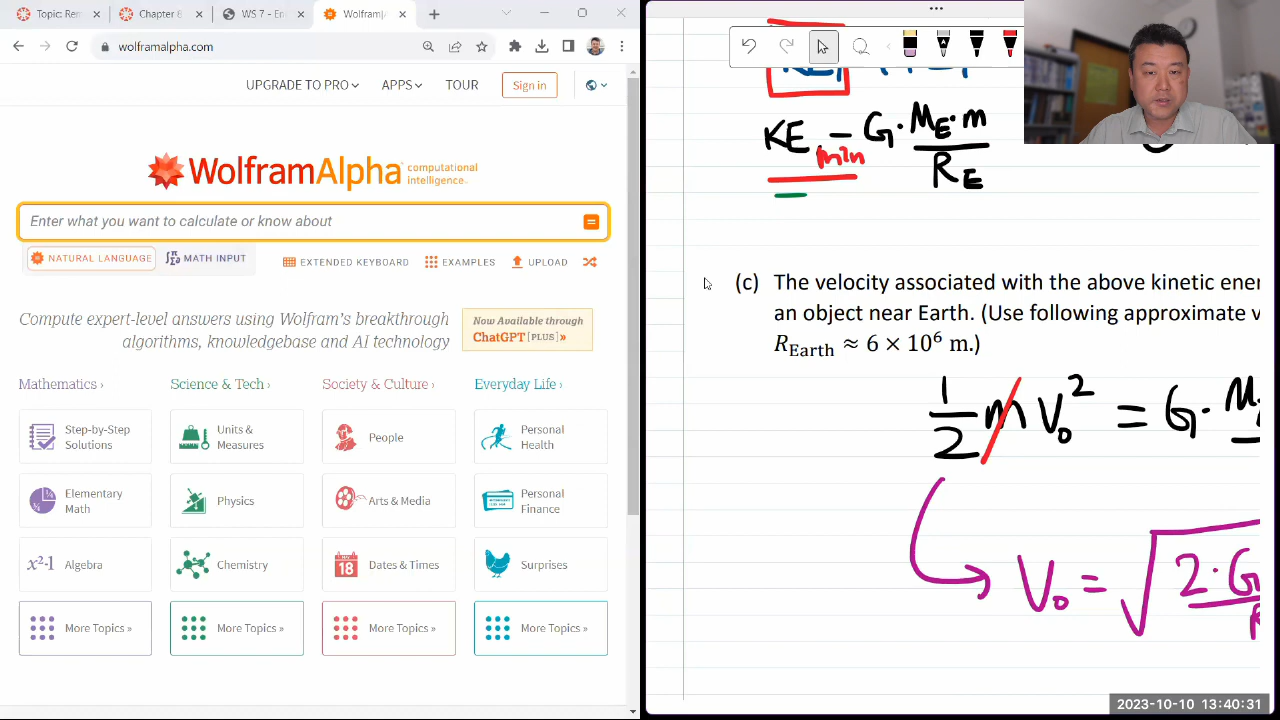 Topic Rem
Chapter 6
WS 7 - E
Wolfram
wolframalpha.com
UPGRADE TO PRO
APPS
TOUR
Sign in
WolframAlpha computational intelligence™
Enter what you want to calculate or know about
NATURAL LANGUAGE
MATH INPUT
EXTENDED KEYBOARD
EXAMPLES
UPLOAD
Compute expert-level answers using Wolfram's breakthrough
algorithms, knowledgebase and AI technology
Now Available through
ChatGPT [PLUS] »
Mathematics ›
Science & Tech ›
Society & Culture ›
Everyday Life ›
Step-by-Step Solutions
Units & Measures
People
Personal Health
Elementary Math
Physics
Arts & Media
Personal Finance
x²-1 Algebra
Chemistry
18 Dates & Times
Surprises
More Topics »
More Topics »
More Topics »
More Topics »
KE min − G · M_E · m / R_E
(c) The velocity associated with the above kinetic ener
an object near Earth. (Use following approximate v
R_Earth ≈ 6 × 10⁶ m.)
1/2 m V₀² = G · M
V₀ = √ 2 · G
2023-10-10 13:40:31